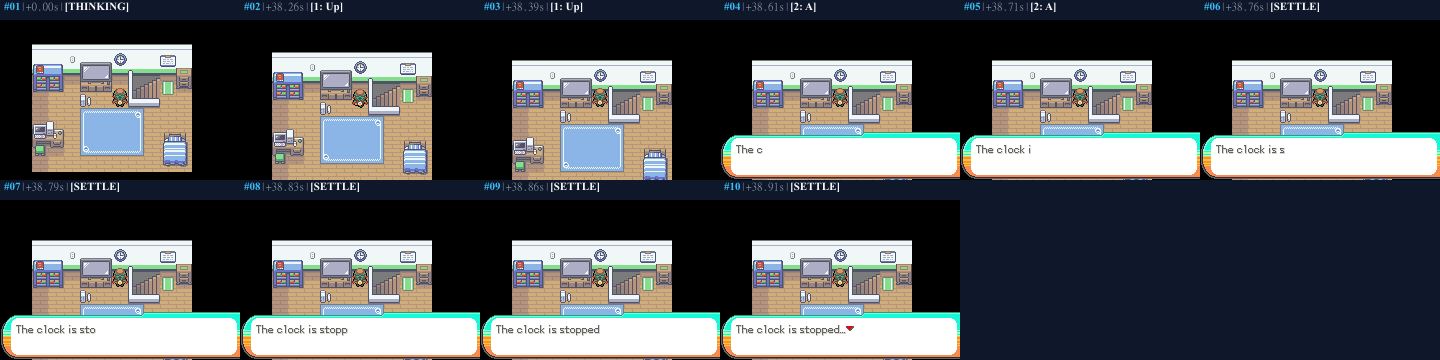 #01|+0.00s|[THINKING]
#02|+38.26s|[1: Up]
#03|+38.39s|[1: Up]
#04|+38.61s|[2: A]
#05|+38.71s|[2: A]
#06|+38.76s|[SETTLE]
The c
The clock i
The clock is s
#07|+38.79s|[SETTLE]
#08|+38.83s|[SETTLE]
#09|+38.86s|[SETTLE]
#10|+38.91s|[SETTLE]
The clock is sto
The clock is stopp
The clock is stopped
The clock is stopped...